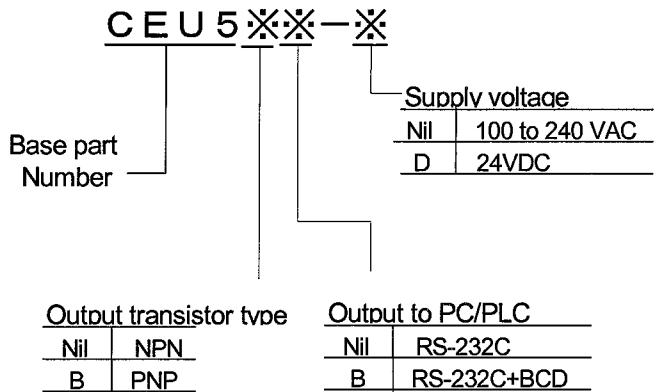 CEU5※※-※
Supply voltage
Nil 100 to 240 VAC
D 24VDC
Base part
Number
Output transistor type
Nil NPN
B PNP
Output to PC/PLC
Nil RS-232C
B RS-232C+BCD